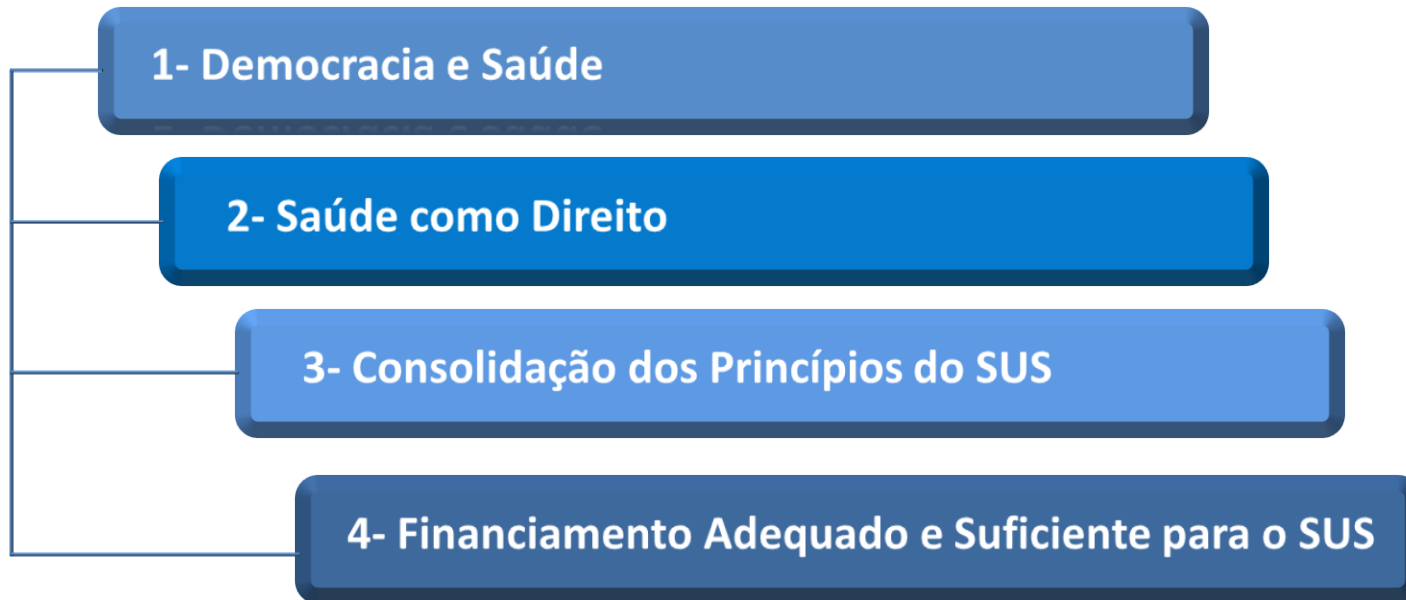 1- Democracia e Saúde
2- Saúde como Direito
3- Consolidação dos Princípios do SUS
4- Financiamento Adequado e Suficiente para o SUS